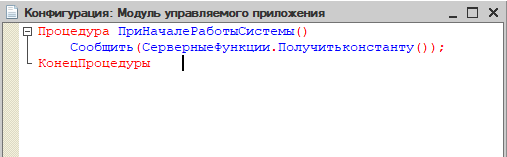 Конфигурация: Модуль управляемого приложения
Процедура ПриНачалеРаботыСистемы()
Сообщить(СерверныеФункции.Получитьконстанту());
КонецПроцедуры